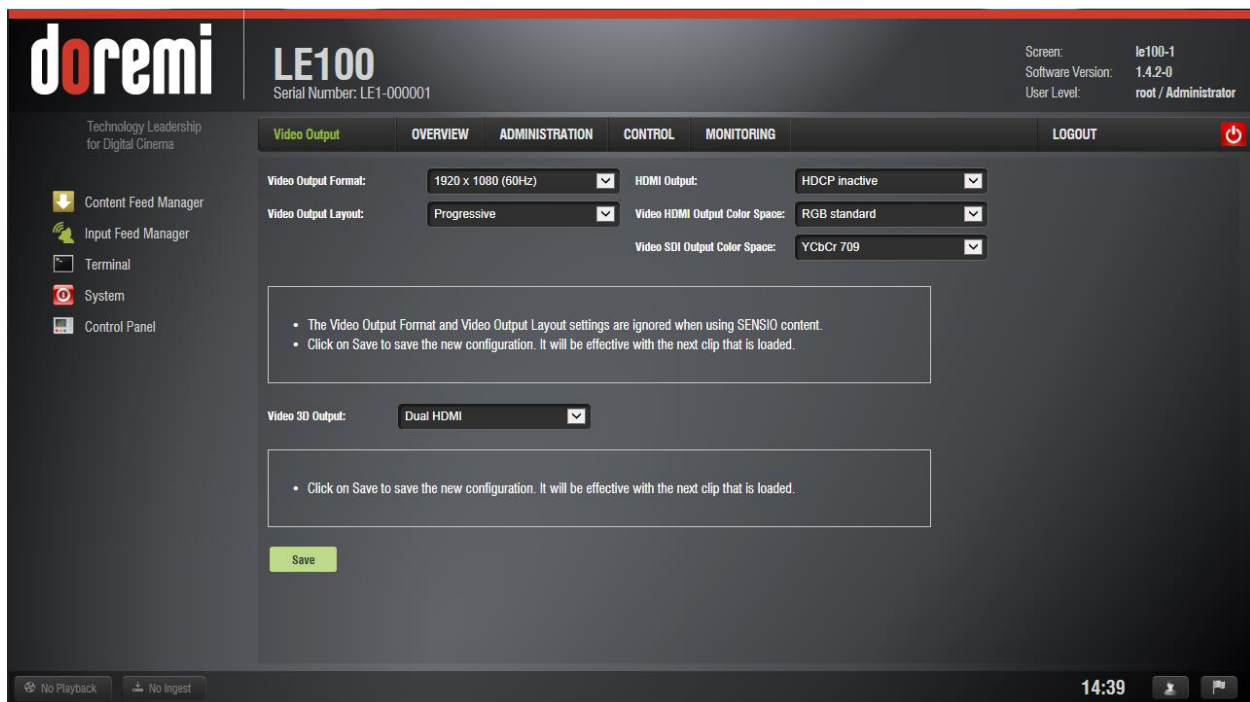 doremi
Technology Leadership
for Digital Cinema
LE100
Serial Number: LE1-000001
Screen: le100-1
Software Version: 1.4.2-0
User Level: root / Administrator
Video Output OVERVIEW ADMINISTRATION CONTROL MONITORING LOGOUT
Content Feed Manager
Input Feed Manager
Terminal
System
Control Panel
Video Output Format: 1920 x 1080 (60Hz) HDMI Output: HDCP inactive
Video Output Layout: Progressive Video HDMI Output Color Space: RGB standard
Video SDI Output Color Space: YCbCr 709
• The Video Output Format and Video Output Layout settings are ignored when using SENSIO content.
• Click on Save to save the new configuration. It will be effective with the next clip that is loaded.
Video 3D Output: Dual HDMI
• Click on Save to save the new configuration. It will be effective with the next clip that is loaded.
Save
No Playback No Ingest 14:39